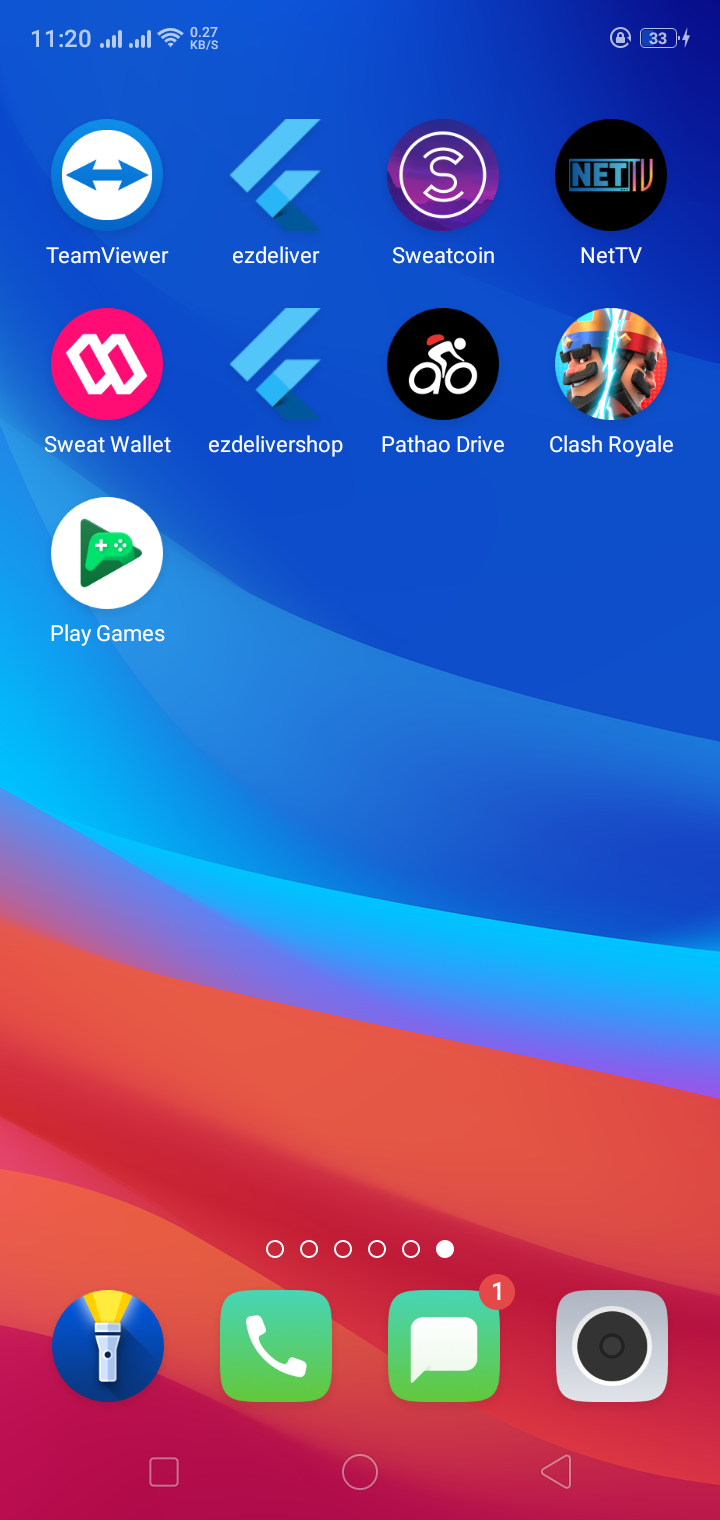 11:20 0.27 KB/S 33
TeamViewer ezdeliver Sweatcoin NetTV
NET TV
Sweat Wallet ezdelivershop Pathao Drive Clash Royale
Play Games
1